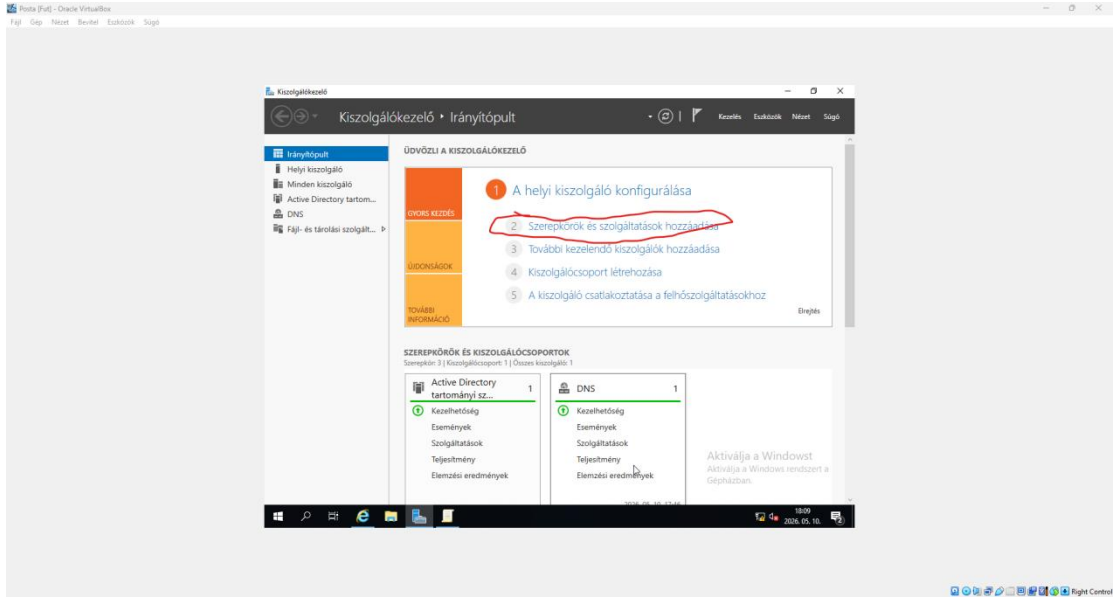 Posta [Fut] - Oracle VirtualBox
Fájl Gép Nézet Bevitel Eszközök Súgó
Kiszolgálókezelő
Kiszolgálókezelő • Irányítópult
Kezelés Eszközök Nézet Súgó
Irányítópult
Helyi kiszolgáló
Minden kiszolgáló
Active Directory tartom...
DNS
Fájl- és tárolási szolgált...
ÜDVÖZLI A KISZOLGÁLÓKEZELŐ
GYORS KEZDÉS
ÚJDONSÁGOK
TOVÁBBI
INFORMÁCIÓ
1 A helyi kiszolgáló konfigurálása
2 Szerepkörök és szolgáltatások hozzáadása
3 További kezelendő kiszolgálók hozzáadása
4 Kiszolgálócsoport létrehozása
5 A kiszolgáló csatlakoztatása a felhőszolgáltatásokhoz
Elrejtés
SZEREPKÖRÖK ÉS KISZOLGÁLÓCSOPORTOK
Szerepkör: 3 | Kiszolgálócsoport: 1 | Összes kiszolgáló: 1
Active Directory
tartományi sz...
1
Kezelhetőség
Események
Szolgáltatások
Teljesítmény
Elemzési eredmények
DNS 1
Kezelhetőség
Események
Szolgáltatások
Teljesítmény
Elemzési eredmények
Aktiválja a Windowst
Aktiválja a Windows rendszert a
Gépházban.
18:09
2026. 05. 10.
2
Right Control